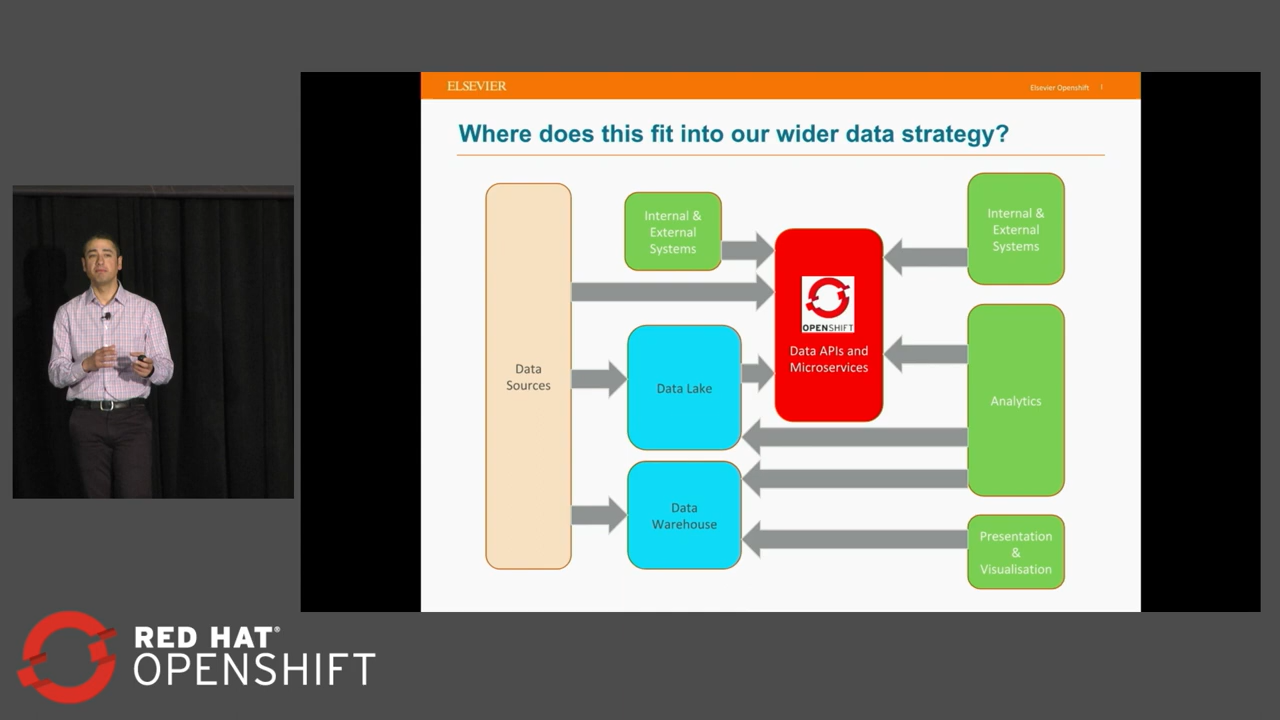 ELSEVIER
Elsevier Openshift 1
Where does this fit into our wider data strategy?
Data
Sources
Internal &
External
Systems
Data Lake
Data
Warehouse
OPENSHIFT
Data APIs and
Microservices
Internal &
External
Systems
Analytics
Presentation
&
Visualisation
RED HAT®
OPENSHIFT